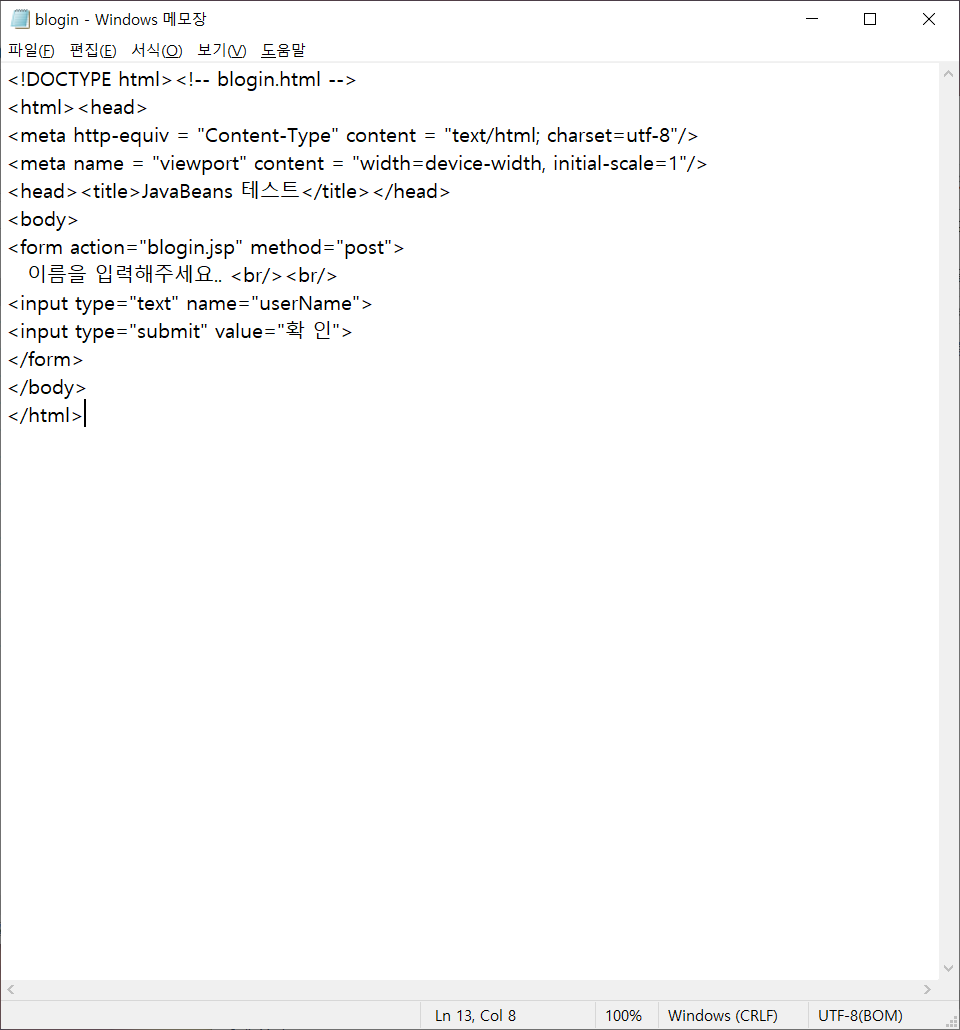 blogin - Windows 메모장
파일(F) 편집(E) 서식(O) 보기(V) 도움말
<!DOCTYPE html><!-- blogin.html -->
<html><head>
<meta http-equiv = "Content-Type" content = "text/html; charset=utf-8"/>
<meta name = "viewport" content = "width=device-width, initial-scale=1"/>
<head><title>JavaBeans 테스트</title></head>
<body>
<form action="blogin.jsp" method="post">
이름을 입력해주세요.. <br/><br/>
<input type="text" name="userName">
<input type="submit" value="확 인">
</form>
</body>
</html>
Ln 13, Col 8 100% Windows (CRLF) UTF-8(BOM)